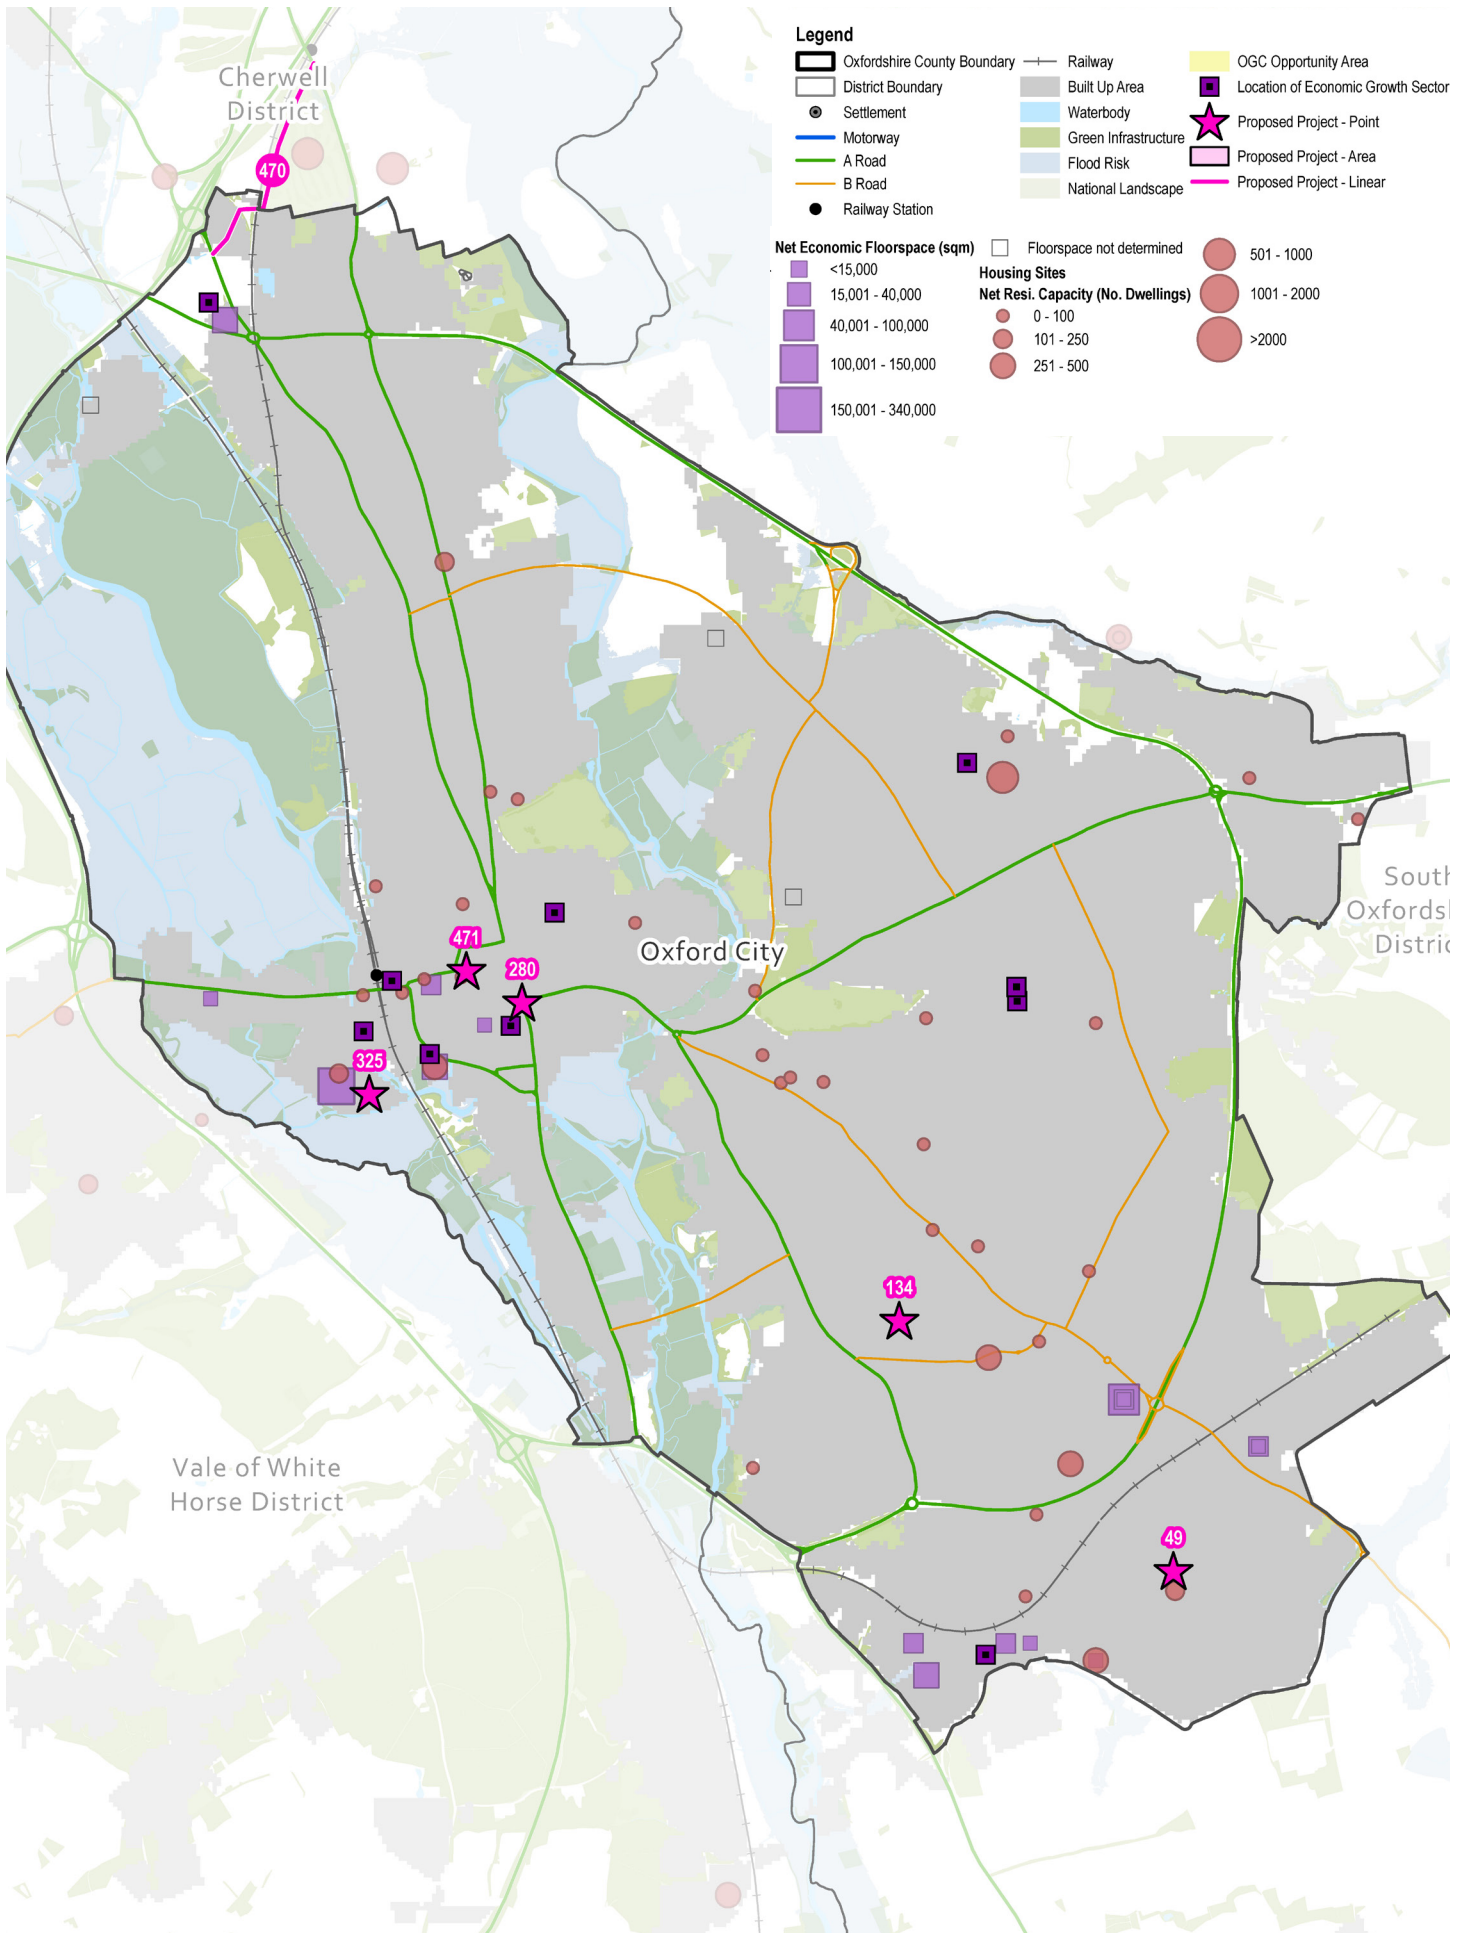 Legend
Oxfordshire County Boundary
District Boundary
Settlement
Motorway
A Road
B Road
Railway Station
Railway
Built Up Area
Waterbody
Green Infrastructure
Flood Risk
National Landscape
OGC Opportunity Area
Location of Economic Growth Sector
Proposed Project - Point
Proposed Project - Area
Proposed Project - Linear
Net Economic Floorspace (sqm)
<15,000
15,001 - 40,000
40,001 - 100,000
100,001 - 150,000
150,001 - 340,000
Floorspace not determined
Housing Sites
Net Resi. Capacity (No. Dwellings)
0 - 100
101 - 250
251 - 500
501 - 1000
1001 - 2000
>2000
Cherwell
District
470
South
Oxfords
Distric
Oxford City
471
280
325
134
Vale of White
Horse District
49